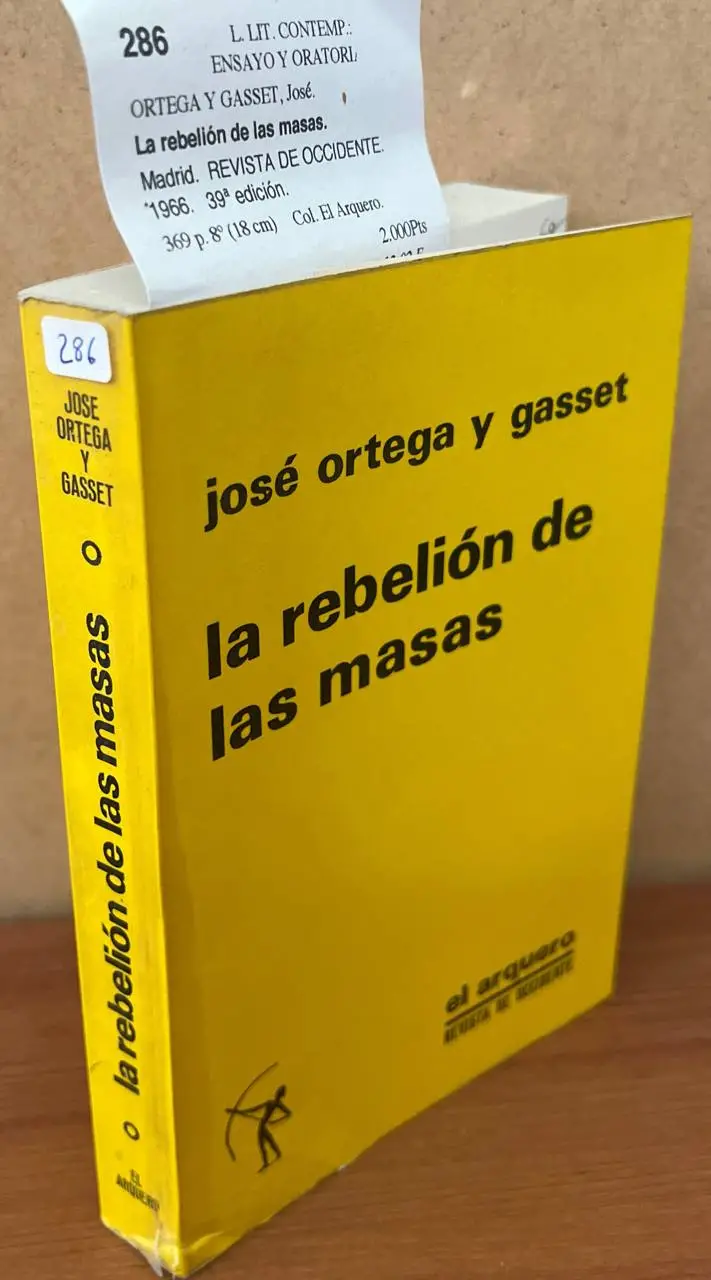 286
L. LIT. CONTEMP.:
ENSAYO Y ORATORI
ORTEGA Y GASSET, José.
La rebelión de las masas.
Madrid. REVISTA DE OCCIDENTE.
1966. 39ª edición.
369 p. 8º (18 cm) Col. El Arquero.
2.000Pts
286
JOSE
ORTEGA
Y
GASSET
la rebelión de las masas
EL
ARQUERO
josé ortega y gasset
la rebelión de
las masas
el arquero
REVISTA DE OCCIDENTE